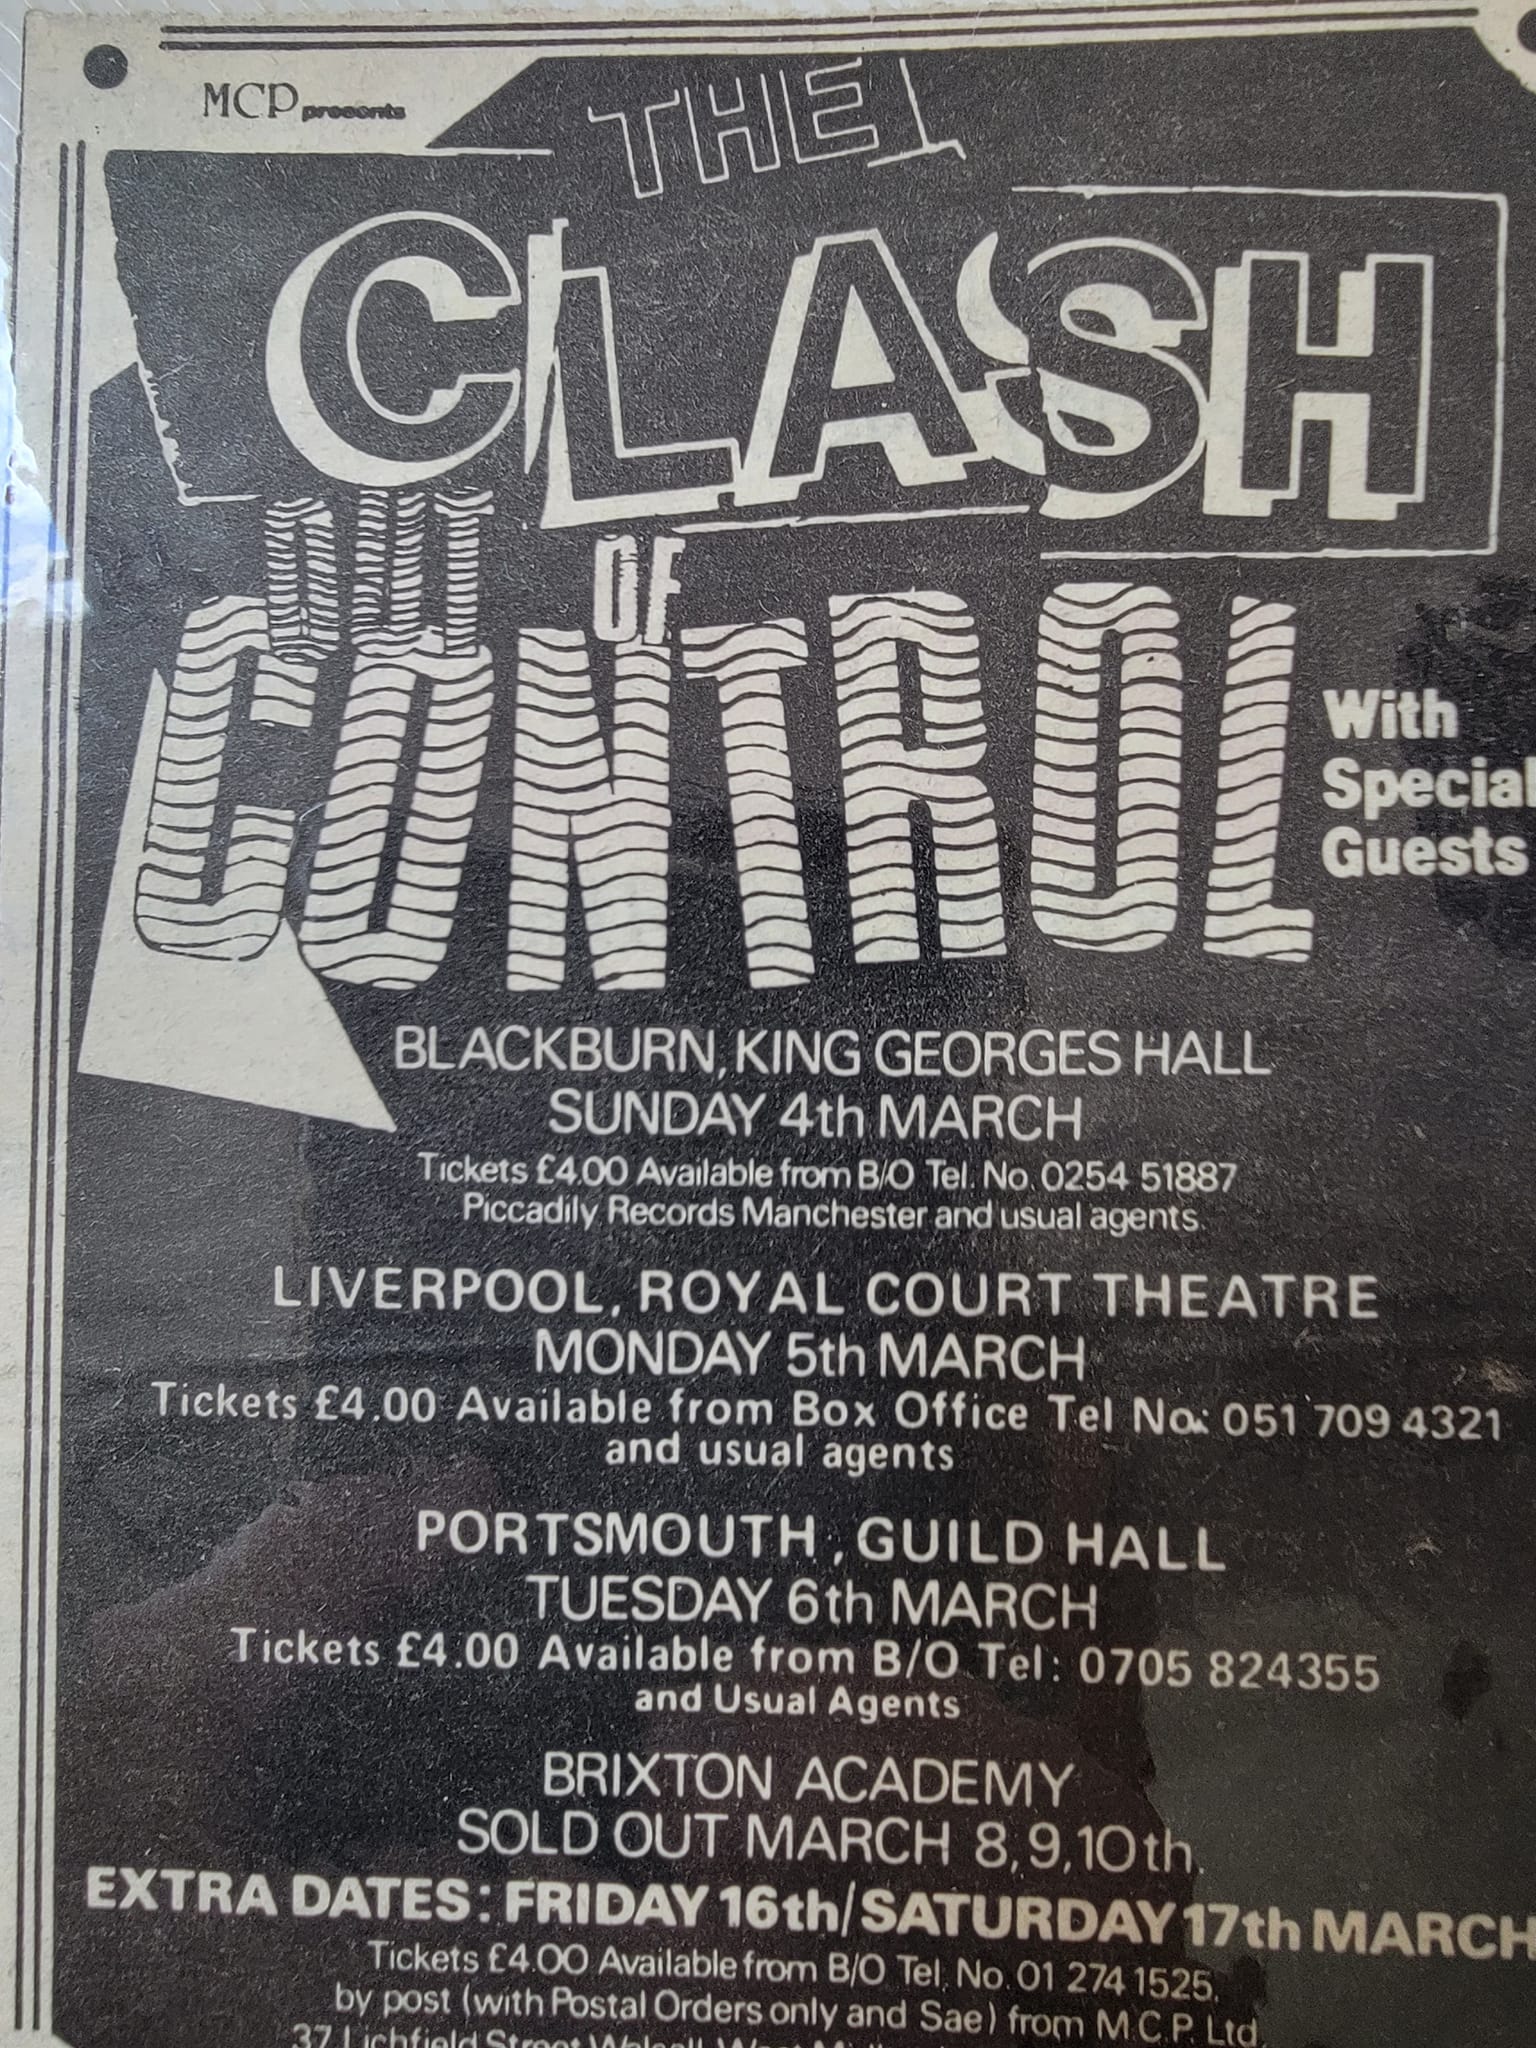 MCP presents
THE
CLASH
OUT OF
CONTROL
With
Special
Guests
BLACKBURN, KING GEORGES HALL
SUNDAY 4th MARCH
Tickets £4.00 Available from B/O Tel. No. 0254 51887
Piccadily Records Manchester and usual agents.
LIVERPOOL, ROYAL COURT THEATRE
MONDAY 5th MARCH
Tickets £4.00 Available from Box Office Tel No: 051 709 4321
and usual agents
PORTSMOUTH, GUILD HALL
TUESDAY 6th MARCH
Tickets £4.00 Available from B/O Tel: 0705 824355
and Usual Agents
BRIXTON ACADEMY
SOLD OUT MARCH 8,9,10th.
EXTRA DATES: FRIDAY 16th/SATURDAY 17th MARCH
Tickets £4.00 Available from B/O Tel. No. 01 274 1525.
by post (with Postal Orders only and Sae) from M.C.P. Ltd.
37 Lichfield Street Walsall West